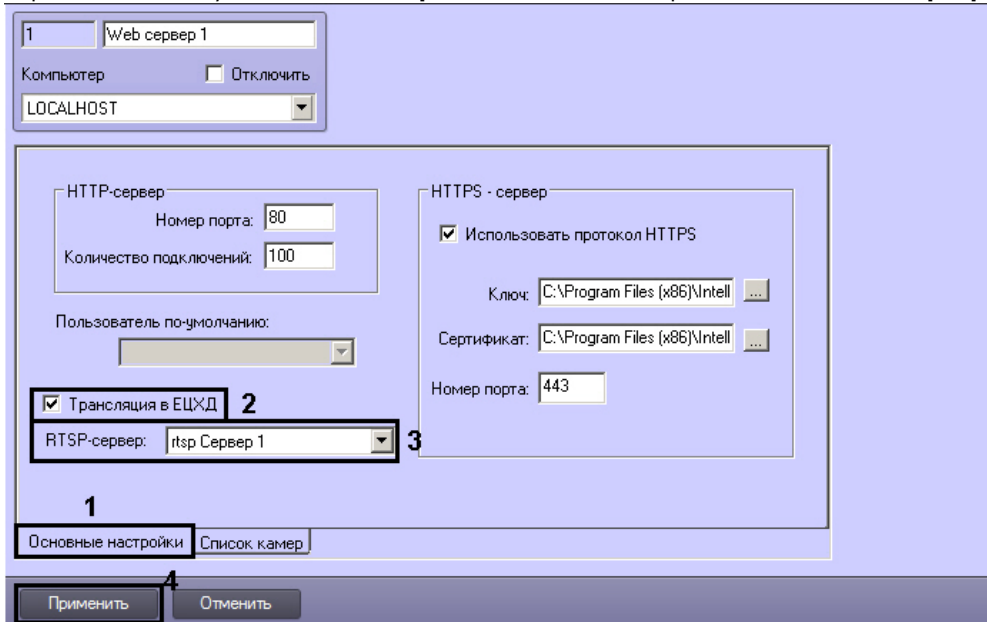 1 Web сервер 1
Компьютер Отключить
LOCALHOST
HTTP-сервер
Номер порта: 80
Количество подключений: 100
Пользователь по-умолчанию:
Трансляция в ЕЦХД 2
RTSP-сервер: rtsp Сервер 1 3
HTTPS - сервер
Использовать протокол HTTPS
Ключ: C:\Program Files (x86)\Intell ...
Сертификат: C:\Program Files (x86)\Intell ...
Номер порта: 443
1
Основные настройки Список камер
4
Применить Отменить